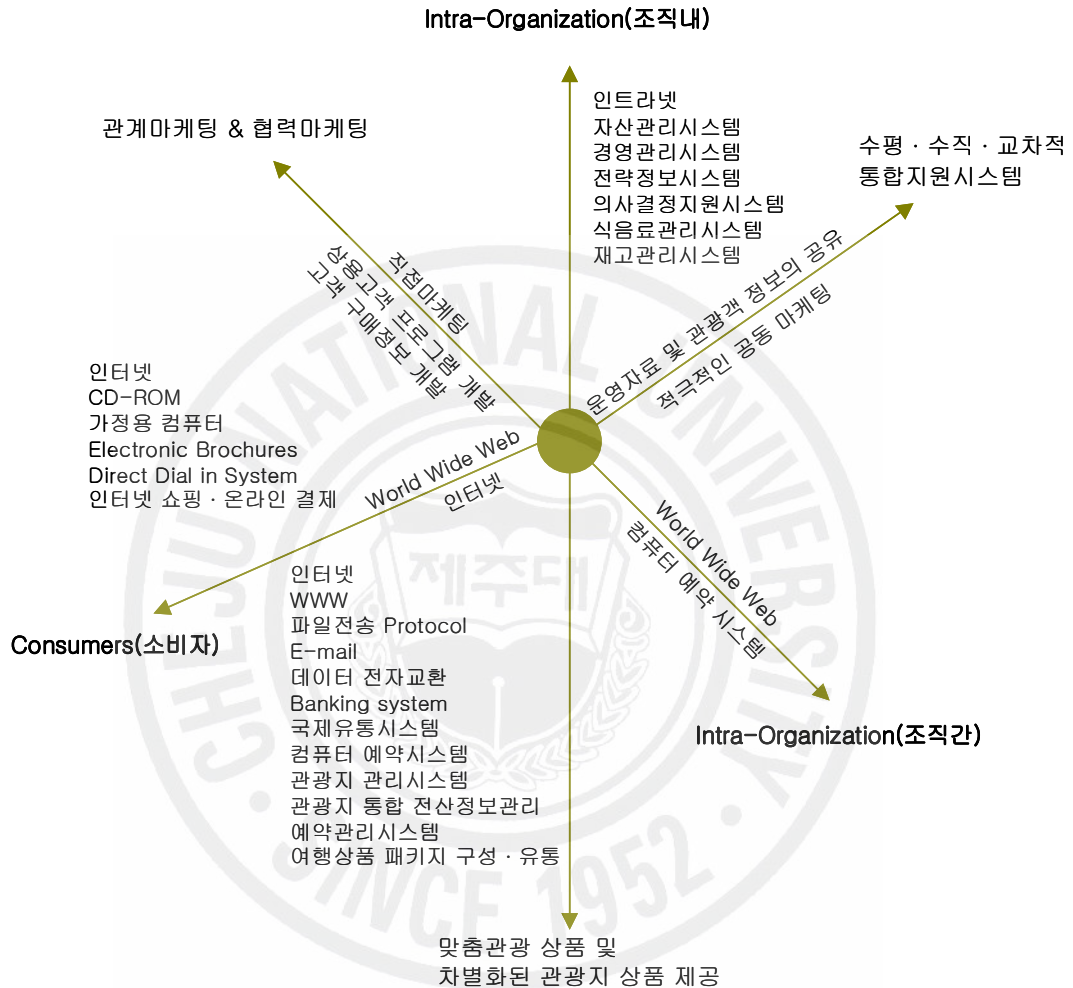 Intra-Organization(조직내)
인트라넷
자산관리시스템
경영관리시스템
전략정보시스템
의사결정지원시스템
식음료관리시스템
재고관리시스템
관계마케팅 & 협력마케팅
수평 · 수직 · 교차적
통합지원시스템
직접마케팅
상용고객 프로그램 개발
고객 구매정보 개발
운영자료 및 관광객 정보의 공유
적극적인 공동 마케팅
인터넷
CD-ROM
가정용 컴퓨터
Electronic Brochures
Direct Dial in System
인터넷 쇼핑 · 온라인 결제
World Wide Web
인터넷
World Wide Web
컴퓨터 예약 시스템
Consumers(소비자)
인터넷
WWW
파일전송 Protocol
E-mail
데이터 전자교환
Banking system
국제유통시스템
컴퓨터 예약시스템
관광지 관리시스템
관광지 통합 전산정보관리
예약관리시스템
여행상품 패키지 구성 · 유통
Intra-Organization(조직간)
맞춤관광 상품 및
차별화된 관광지 상품 제공
CHEJU NATIONAL UNIVERSITY
제주대
SINCE 1952